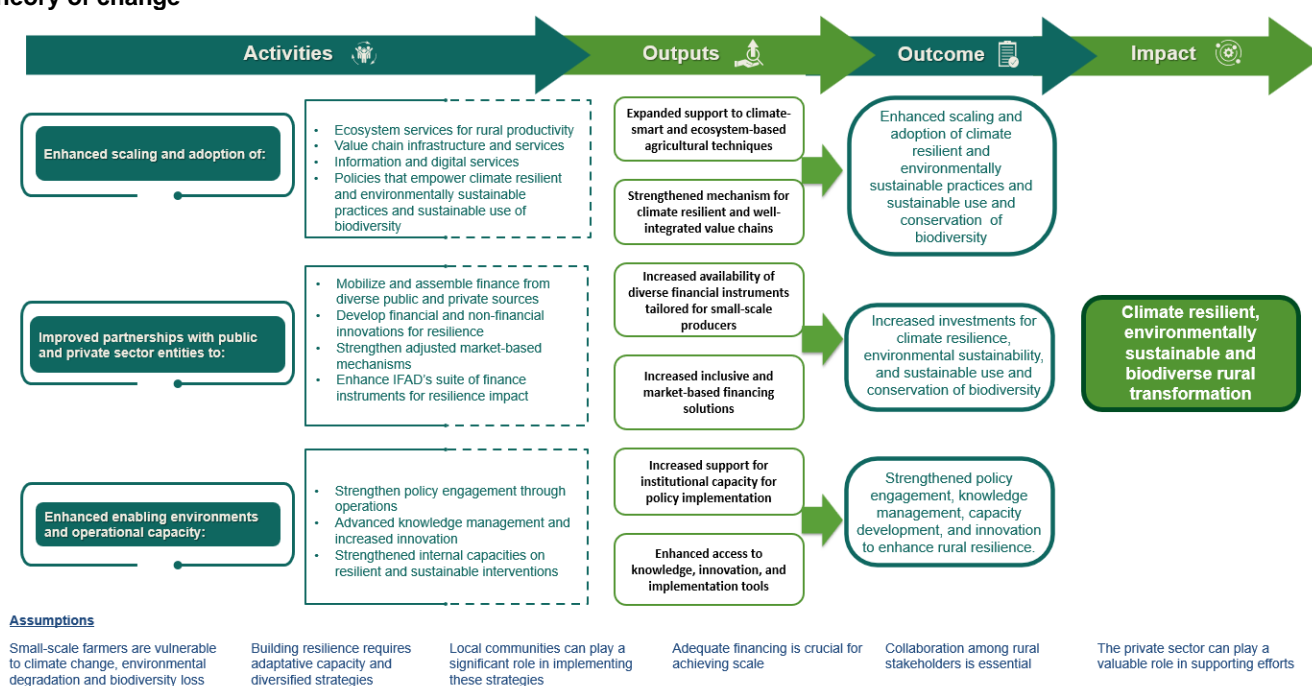 heory of change
Activities
Outputs
Outcome
Impact
Enhanced scaling and adoption of:
• Ecosystem services for rural productivity
• Value chain infrastructure and services
• Information and digital services
• Policies that empower climate resilient
and environmentally sustainable
practices and sustainable use of
biodiversity
Expanded support to climate-
smart and ecosystem-based
agricultural techniques
Strengthened mechanism for
climate resilient and well-
integrated value chains
Enhanced scaling and
adoption of climate
resilient and
environmentally
sustainable practices and
sustainable use and
conservation of
biodiversity
Improved partnerships with public
and private sector entities to:
• Mobilize and assemble finance from
diverse public and private sources
• Develop financial and non-financial
innovations for resilience
• Strengthen adjusted market-based
mechanisms
• Enhance IFAD's suite of finance
instruments for resilience impact
Increased availability of
diverse financial instruments
tailored for small-scale
producers
Increased inclusive and
market-based financing
solutions
Increased investments for
climate resilience,
environmental sustainability,
and sustainable use and
conservation of biodiversity
Climate resilient,
environmentally
sustainable and
biodiverse rural
transformation
Enhanced enabling environments
and operational capacity:
• Strengthen policy engagement through
operations
• Advanced knowledge management and
increased innovation
• Strengthened internal capacities on
resilient and sustainable interventions
Increased support for
institutional capacity for
policy implementation
Enhanced access to
knowledge, innovation, and
implementation tools
Strengthened policy
engagement, knowledge
management, capacity
development, and innovation
to enhance rural resilience.
Assumptions
Small-scale farmers are vulnerable
to climate change, environmental
degradation and biodiversity loss
Building resilience requires
adaptative capacity and
diversified strategies
Local communities can play a
significant role in implementing
these strategies
Adequate financing is crucial for
achieving scale
Collaboration among rural
stakeholders is essential
The private sector can play a
valuable role in supporting efforts